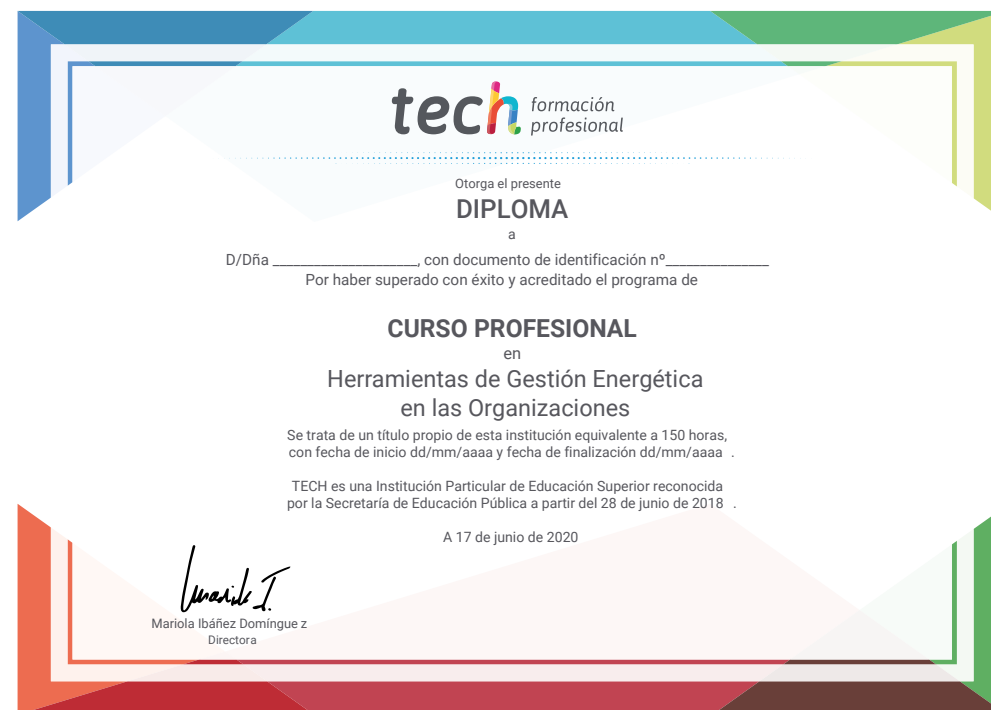 tech formación
profesional
Otorga el presente
DIPLOMA
a
D/Dña ____________________, con documento de identificación nº______________
Por haber superado con éxito y acreditado el programa de
CURSO PROFESIONAL
en
Herramientas de Gestión Energética
en las Organizaciones
Se trata de un título propio de esta institución equivalente a 150 horas,
con fecha de inicio dd/mm/aaaa y fecha de finalización dd/mm/aaaa .
TECH es una Institución Particular de Educación Superior reconocida
por la Secretaría de Educación Pública a partir del 28 de junio de 2018 .
A 17 de junio de 2020
Mariola Ibáñez Domíngue z
Directora